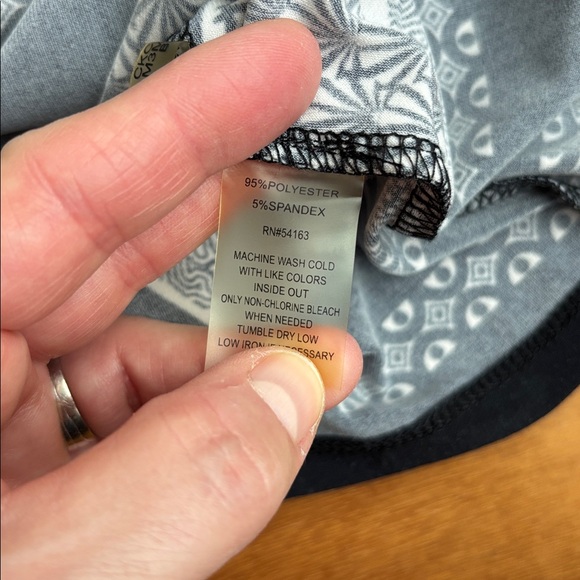 95%POLYESTER
5%SPANDEX
RN#54163
MACHINE WASH COLD
WITH LIKE COLORS
INSIDE OUT
ONLY NON-CHLORINE BLEACH
WHEN NEEDED
TUMBLE DRY LOW
LOW IRON IF NECESSARY